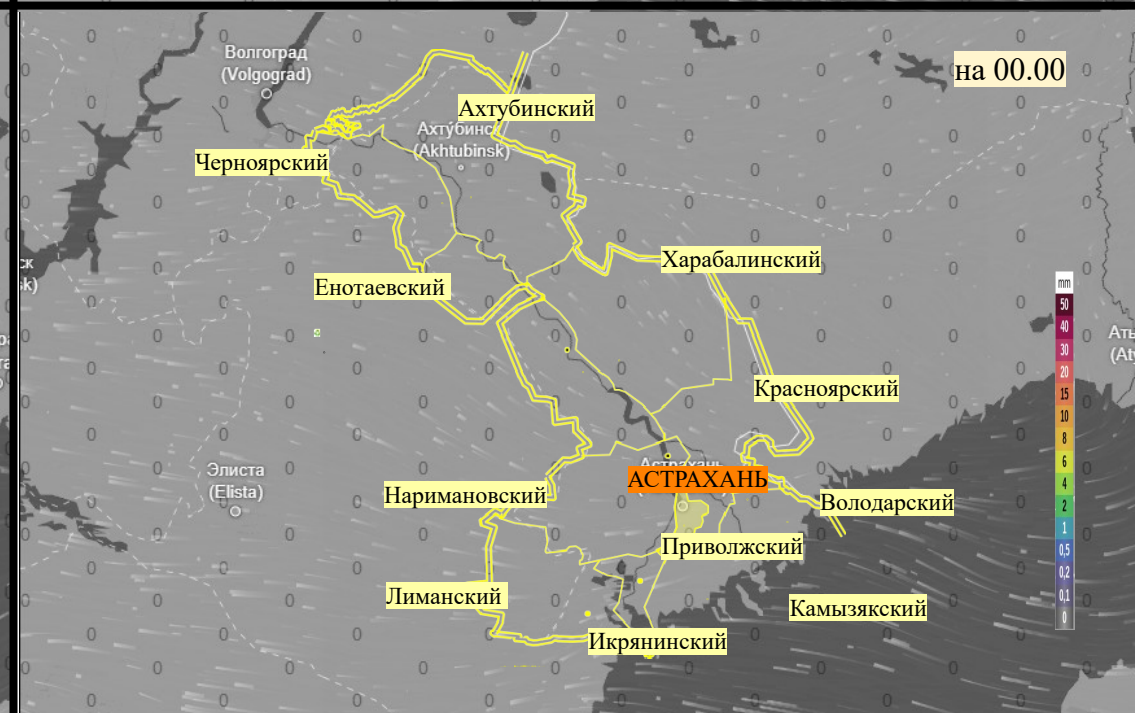 Волгоград
(Volgograd)
на 00.00
Ахтубинский
Ахтубинск
(Akhtubinsk)
Черноярский
Харабалинский
Енотаевский
mm
50
40
30
20
15
10
8
6
4
2
1
0,5
0,2
0,1
0
Красноярский
Элиста
(Elista)
Астрахань
АСТРАХАНЬ
Наримановский
Володарский
Приволжский
Лиманский
Камызякский
Икрянинский